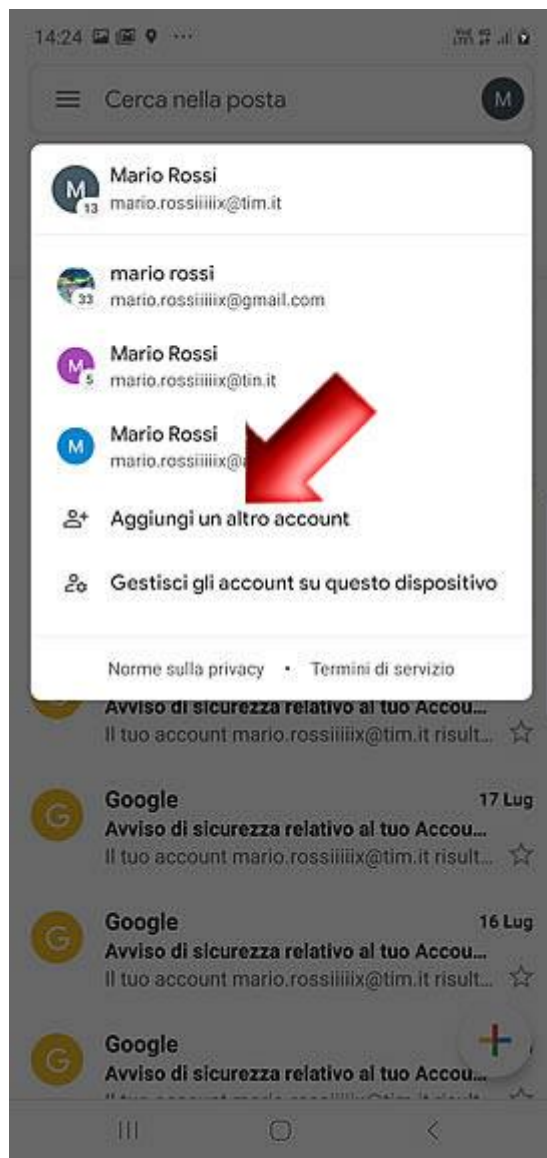 14:24
Cerca nella posta
M
M
Mario Rossi
13
mario.rossiiiiix@tim.it
mario rossi
33
mario.rossiiiiix@gmail.com
M
Mario Rossi
5
mario.rossiiiiix@tin.it
M
Mario Rossi
mario.rossiiiiix@
Aggiungi un altro account
Gestisci gli account su questo dispositivo
Norme sulla privacy • Termini di servizio
Avviso di sicurezza relativo al tuo Accou...
Il tuo account mario.rossiiiiix@tim.it risult...
G
Google 17 Lug
Avviso di sicurezza relativo al tuo Accou...
Il tuo account mario.rossiiiiix@tim.it risult...
G
Google 16 Lug
Avviso di sicurezza relativo al tuo Accou...
Il tuo account mario.rossiiiiix@tim.it risult...
G
Google
Avviso di sicurezza relativo al tuo Accou...